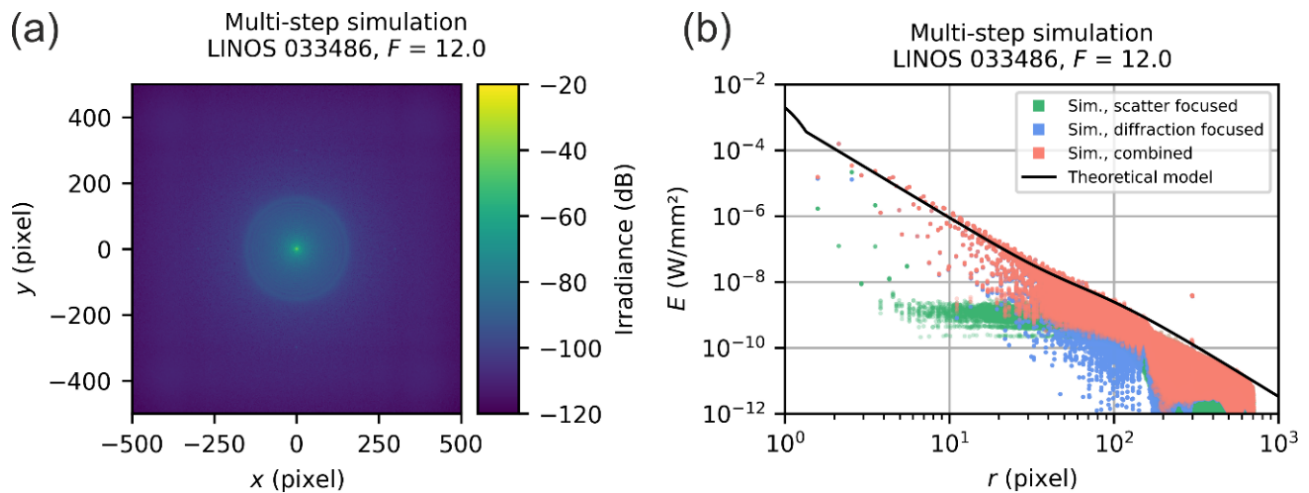 (a)
Multi-step simulation
LINOS 033486, F = 12.0
400
200
0
−200
−400
y (pixel)
−500
−250
0
250
500
x (pixel)
−20
−40
−60
−80
−100
−120
Irradiance (dB)
(b)
Multi-step simulation
LINOS 033486, F = 12.0
10⁻²
10⁻⁴
10⁻⁶
10⁻⁸
10⁻¹⁰
10⁻¹²
E (W/mm²)
Sim., scatter focused
Sim., diffraction focused
Sim., combined
Theoretical model
10⁰
10¹
10²
10³
r (pixel)